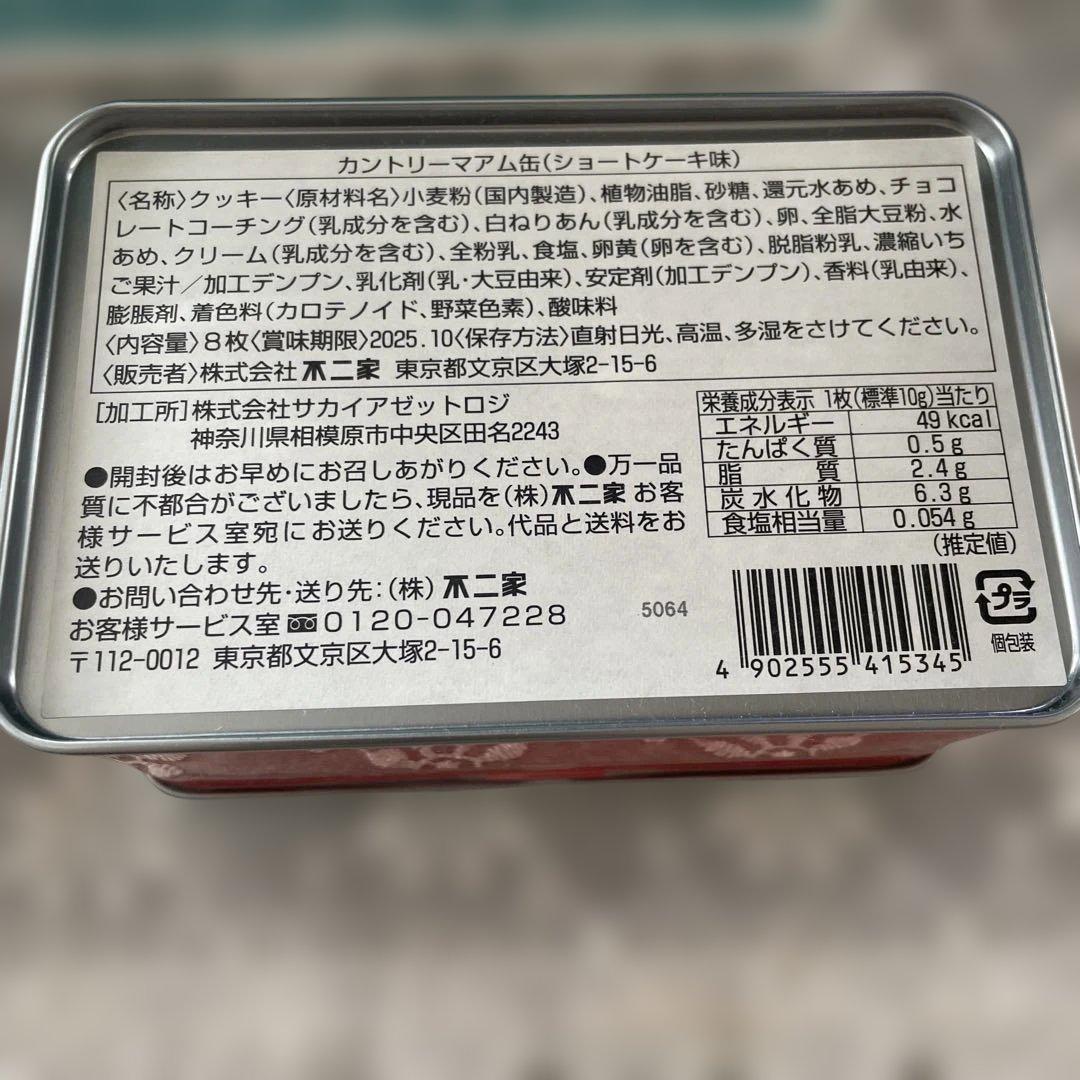 カントリーマアム缶(ショートケーキ味)
〈名称〉クッキー〈原材料名〉小麦粉(国内製造)、植物油脂、砂糖、還元水あめ、チョコ
レートコーチング(乳成分を含む)、白ねりあん(乳成分を含む)、卵、全脂大豆粉、水
あめ、クリーム(乳成分を含む)、全粉乳、食塩、卵黄(卵を含む)、脱脂粉乳、濃縮いち
ご果汁／加工デンプン、乳化剤(乳・大豆由来)、安定剤(加工デンプン)、香料(乳由来)、
膨脹剤、着色料(カロテノイド、野菜色素)、酸味料
〈内容量〉8枚〈賞味期限〉2025.10〈保存方法〉直射日光、高温、多湿をさけてください。
〈販売者〉株式会社 不二家 東京都文京区大塚2-15-6
[加工所]株式会社サカイアゼットロジ
神奈川県相模原市中央区田名2243
●開封後はお早めにお召しあがりください。●万一品
質に不都合がございましたら、現品を(株)不二家 お客
様サービス室宛にお送りください。代品と送料をお
送りいたします。
●お問い合わせ先・送り先：(株) 不二家
お客様サービス室 0120-047228
〒112-0012 東京都文京区大塚2-15-6
5064
栄養成分表示 1枚(標準10g)当たり
エネルギー 49 kcal
たんぱく質 0.5 g
脂質 2.4 g
炭水化物 6.3 g
食塩相当量 0.054 g
(推定値)
4 902555 415345
プラ
個包装